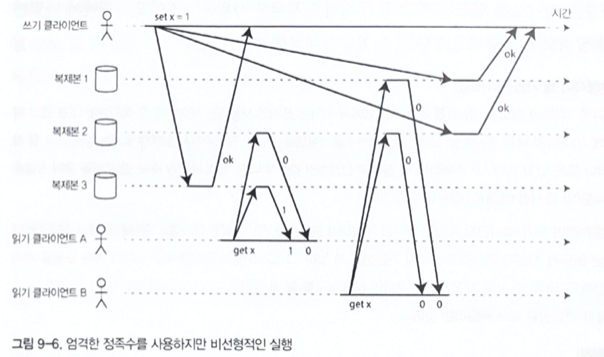 시간
쓰기 클라이언트
set x = 1
ok
ok
복제본 1
0
복제본 2
ok
0
0
복제본 3
1
읽기 클라이언트 A
get x
1
0
읽기 클라이언트 B
get x
0
0
그림 9-6. 엄격한 정족수를 사용하지만 비선형적인 실행